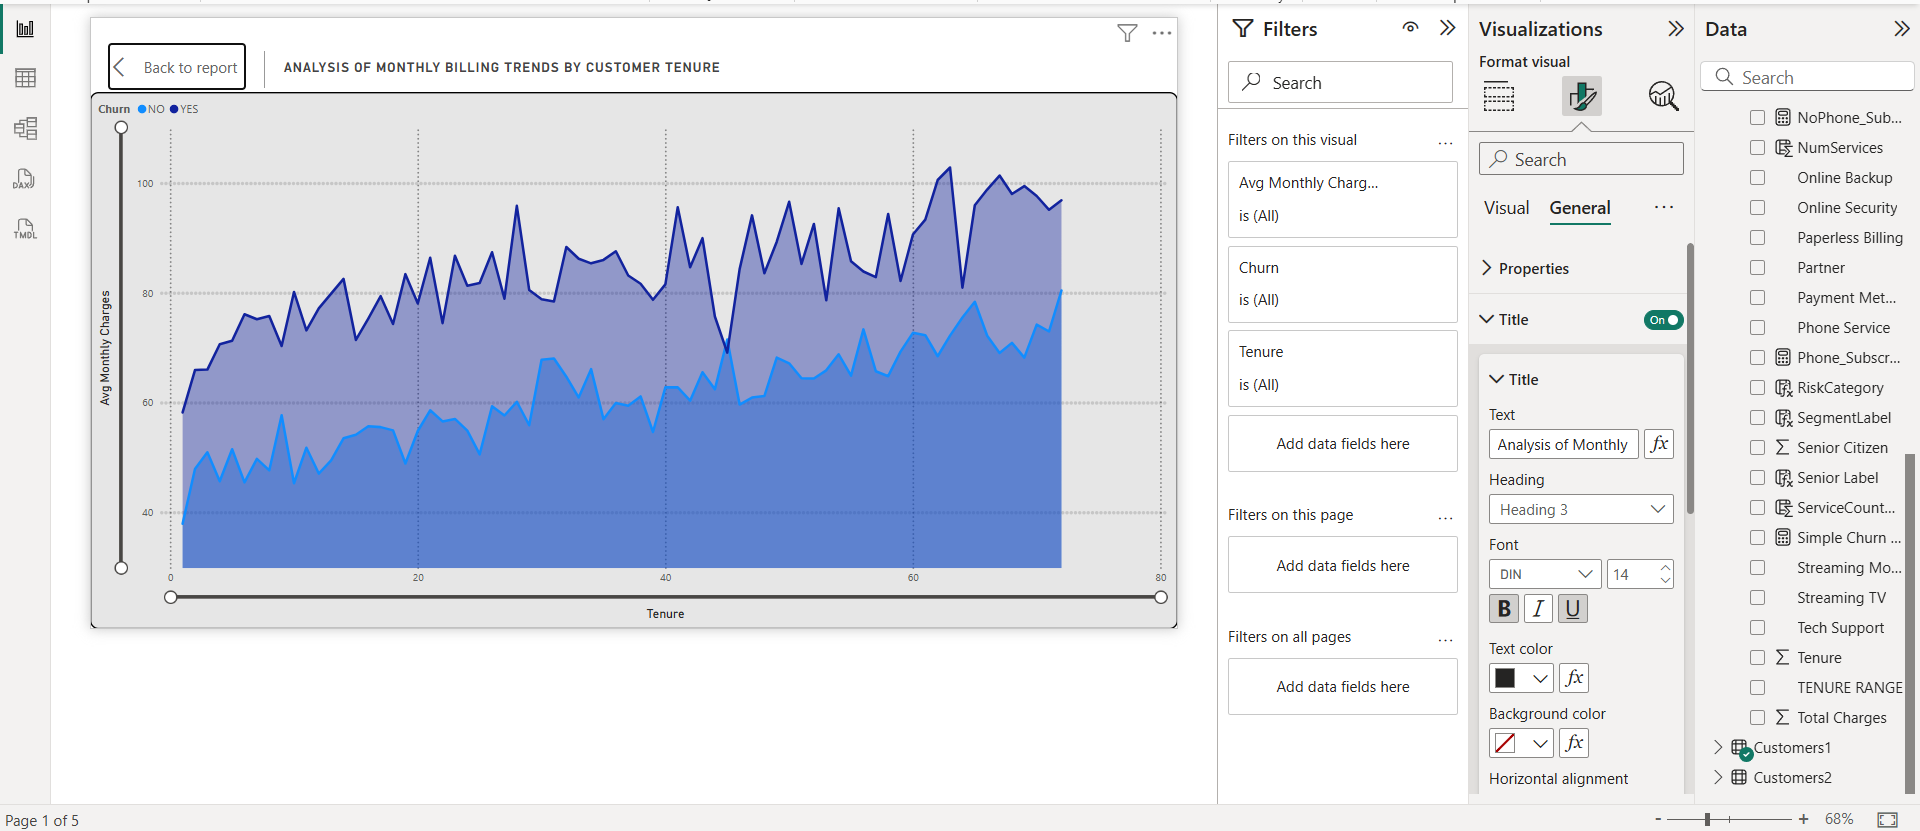 DAX
TMDL
Back to report
ANALYSIS OF MONTHLY BILLING TRENDS BY CUSTOMER TENURE
Churn NO YES
Avg Monthly Charges
100
80
60
40
0 20 40 60 80
Tenure
Filters
Search
Filters on this visual ...
Avg Monthly Charg...
is (All)
Churn
is (All)
Tenure
is (All)
Add data fields here
Filters on this page ...
Add data fields here
Filters on all pages ...
Add data fields here
Visualizations
Format visual
Search
Visual General ...
Properties
Title On
Title
Text
Analysis of Monthly fx
Heading
Heading 3
Font
DIN 14
B I U
Text color
fx
Background color
fx
Horizontal alignment
Data
Search
NoPhone_Sub...
NumServices
Online Backup
Online Security
Paperless Billing
Partner
Payment Met...
Phone Service
Phone_Subscr...
RiskCategory
SegmentLabel
Senior Citizen
Senior Label
ServiceCount...
Simple Churn ...
Streaming Mo...
Streaming TV
Tech Support
Tenure
TENURE RANGE
Total Charges
Customers1
Customers2
Page 1 of 5
- + 68%